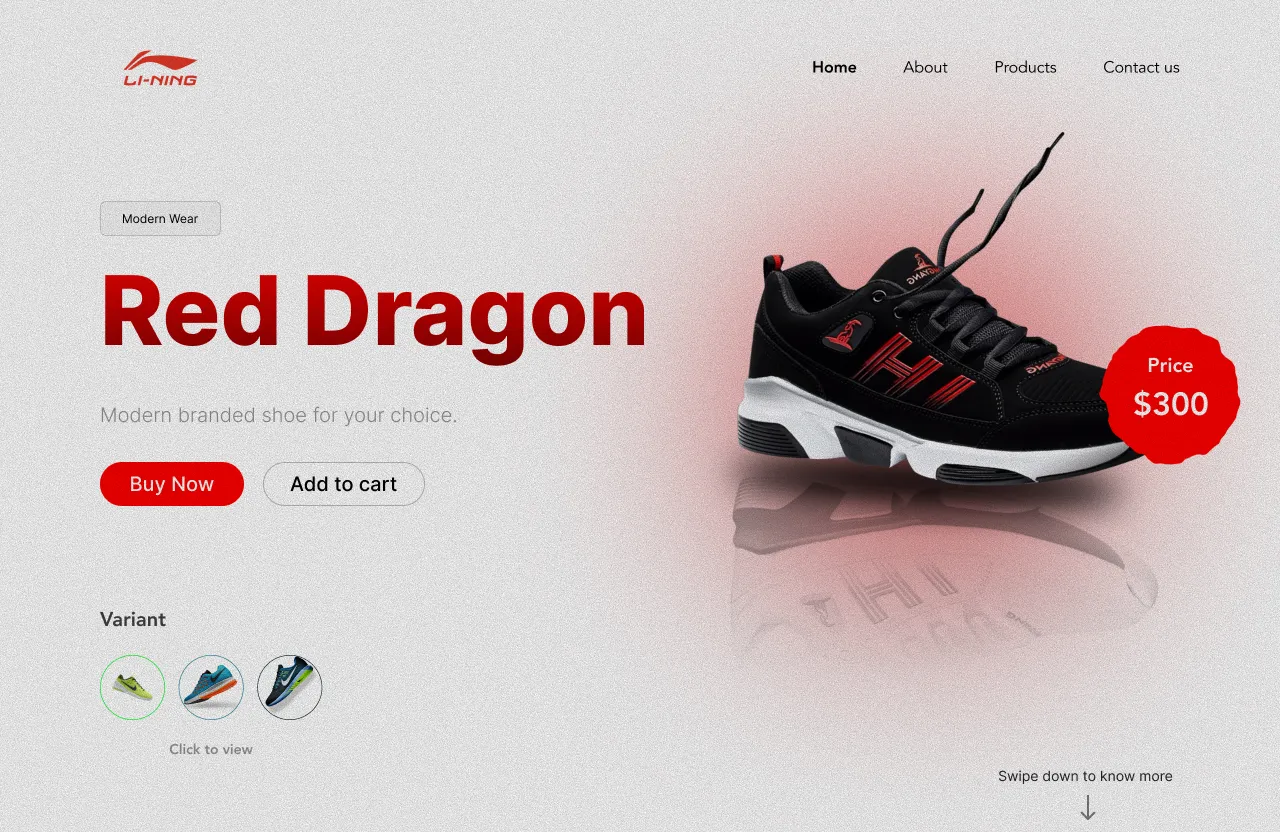 LI-NING
Home About Products Contact us
Modern Wear
Red Dragon
Modern branded shoe for your choice.
Buy Now Add to cart
Price
$300
Variant
Click to view
Swipe down to know more